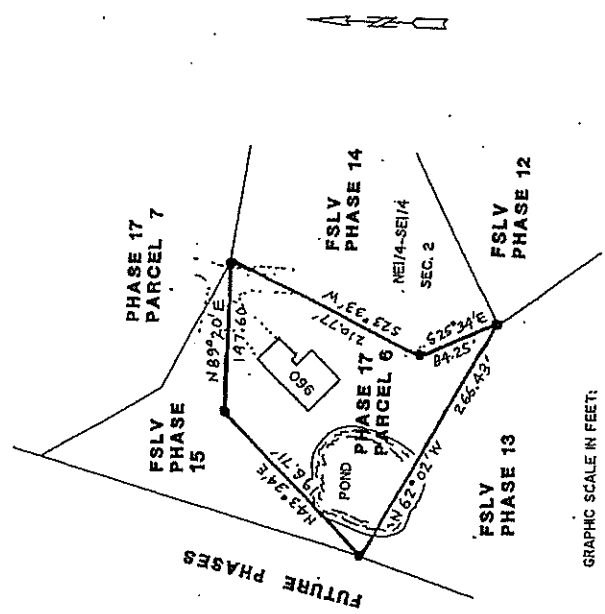 FUTURE PHASES
FSLV
PHASE
15
PHASE 17
PARCEL 7
N89°20'E
147.60'
N43°34'E
196.71'
960
POND
PHASE 17
PARCEL 6
S23°33'W
210.77'
FSLV
PHASE 14
NE1/4-SE1/4
SEC. 2
S25°34'E
84.25'
N62°02'W
266.43'
FSLV
PHASE 12
FSLV
PHASE 13
N
GRAPHIC SCALE IN FEET: